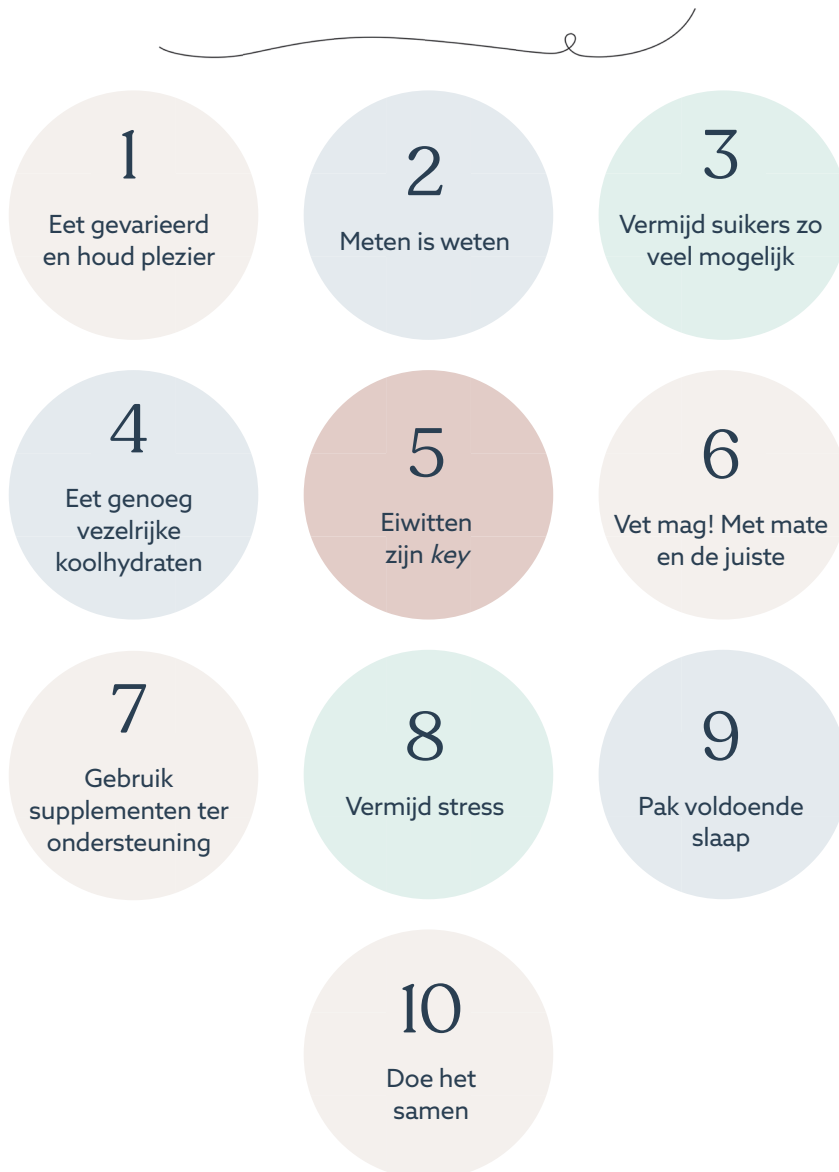 1
Eet gevarieerd
en houd plezier
2
Meten is weten
3
Vermijd suikers zo
veel mogelijk
4
Eet genoeg
vezelrijke
koolhydraten
5
Eiwitten
zijn key
6
Vet mag! Met mate
en de juiste
7
Gebruik
supplementen ter
ondersteuning
8
Vermijd stress
9
Pak voldoende
slaap
10
Doe het
samen